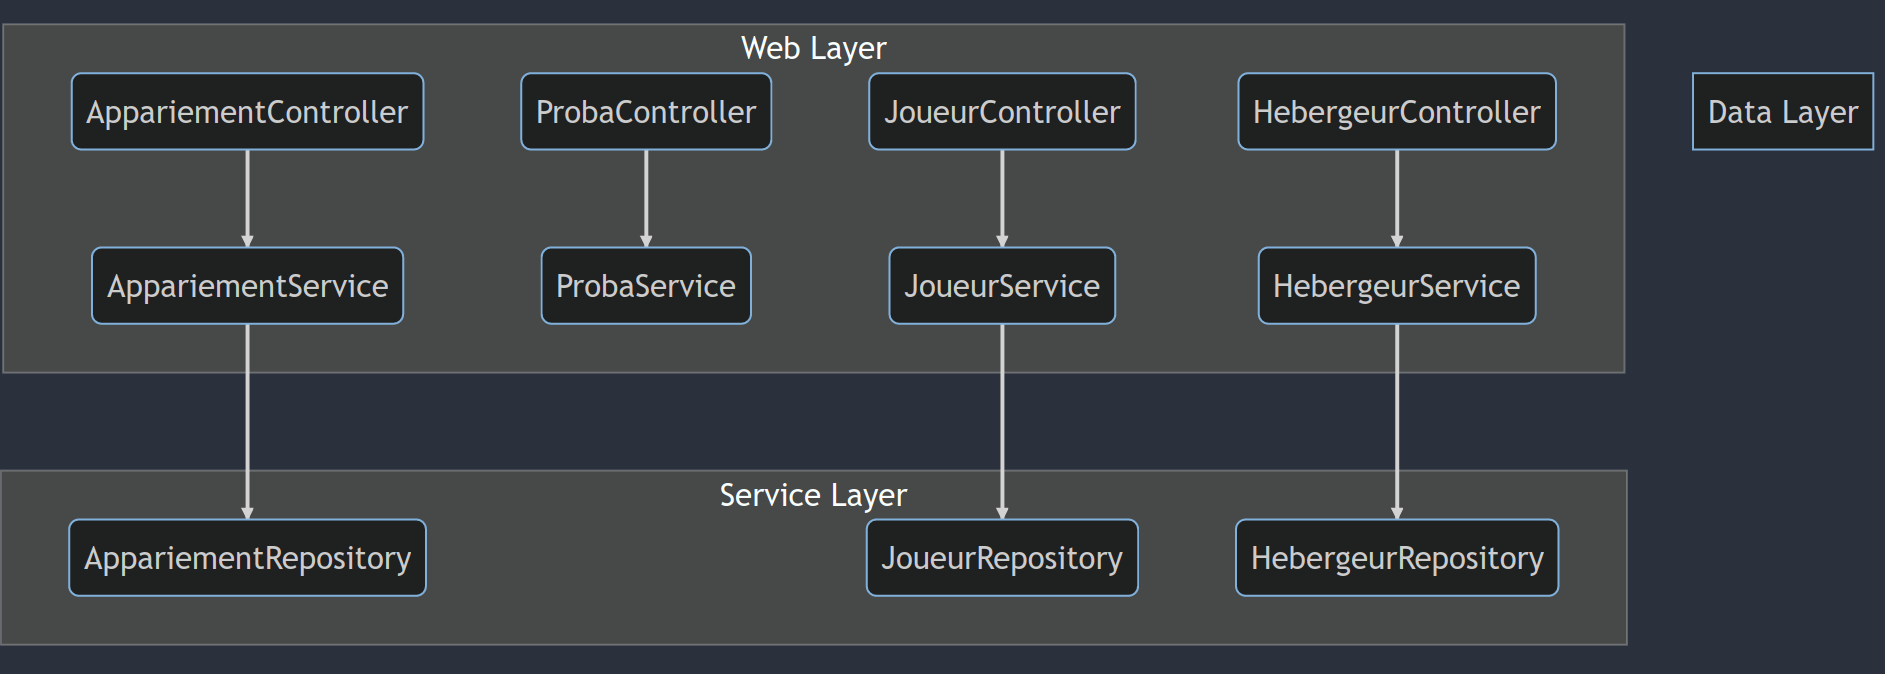 Web Layer
AppariementController
ProbaController
JoueurController
HebergeurController
Data Layer
AppariementService
ProbaService
JoueurService
HebergeurService
Service Layer
AppariementRepository
JoueurRepository
HebergeurRepository